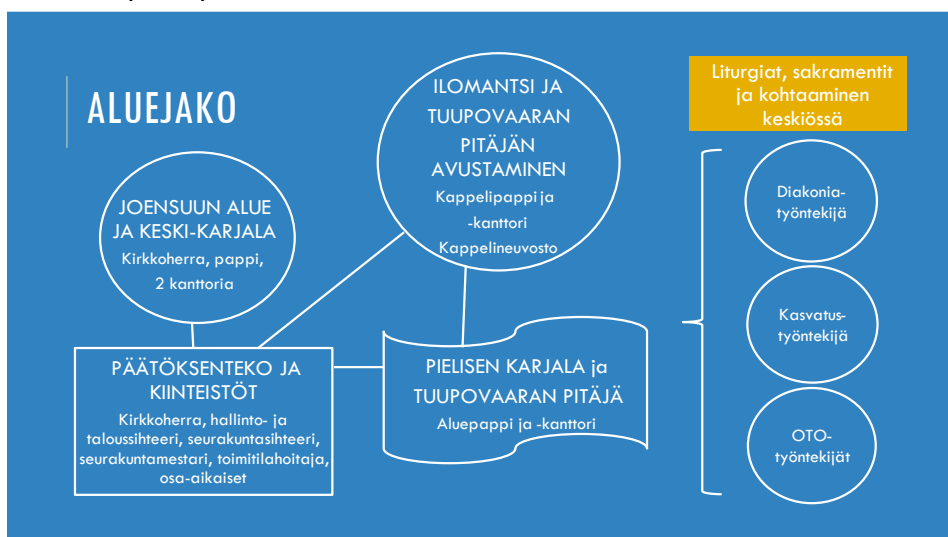 ALUEJAKO
JOENSUUN ALUE
JA KESKI-KARJALA
Kirkkoherra, pappi,
2 kanttoria
ILOMANTSI JA
TUUPOVAARAN
PITÄJÄN
AVUSTAMINEN
Kappelipappi ja
-kanttori
Kappelineuvosto
PÄÄTÖKSENTEKO JA
KIINTEISTÖT
Kirkkoherra, hallinto- ja
taloussihteeri, seurakuntasihteeri,
seurakuntamestari, toimitilahoitaja,
osa-aikaiset
PIELISEN KARJALA ja
TUUPOVAARAN PITÄJÄ
Aluepappi ja -kanttori
Liturgiat, sakramentit
ja kohtaaminen
keskiössä
Diakonia-
työntekijä
Kasvatus-
työntekijä
OTO-
työntekijät